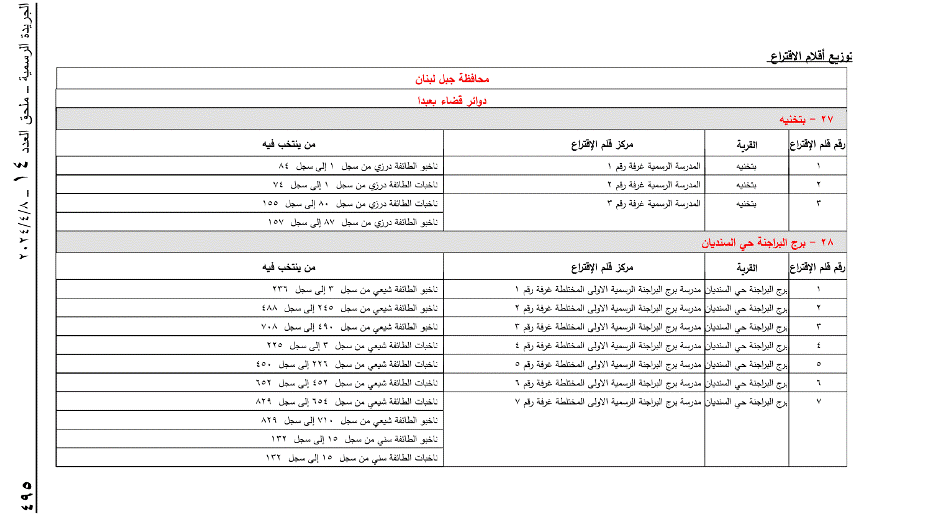 الجريدة الرسمية – ملحق العدد ١٤ – ٢٠٢٤/٤/٨
توزيع أقلام الاقتراع
محافظة جبل لبنان
دوائر قضاء بعبدا
٢٧ - بتخنيه
رقم قلم الإقتراع القرية مركز قلم الإقتراع من ينتخب فيه
١ بتخنيه المدرسة الرسمية غرفة رقم ١ ناخبو الطائفة درزي من سجل ١ إلى سجل ٨٤
٢ بتخنيه المدرسة الرسمية غرفة رقم ٢ ناخبات الطائفة درزي من سجل ١ إلى سجل ٧٤
٣ بتخنيه المدرسة الرسمية غرفة رقم ٣ ناخبات الطائفة درزي من سجل ٨٠ إلى سجل ١٥٥
ناخبو الطائفة درزي من سجل ٨٧ إلى سجل ١٥٧
٢٨ - برج البراجنة حي السنديان
رقم قلم الإقتراع القرية مركز قلم الإقتراع من ينتخب فيه
١ برج البراجنة حي السنديان مدرسة برج البراجنة الرسمية الاولى المختلطة غرفة رقم ١ ناخبو الطائفة شيعي من سجل ٣ إلى سجل ٢٣٦
٢ برج البراجنة حي السنديان مدرسة برج البراجنة الرسمية الاولى المختلطة غرفة رقم ٢ ناخبو الطائفة شيعي من سجل ٢٤٥ إلى سجل ٤٨٨
٣ برج البراجنة حي السنديان مدرسة برج البراجنة الرسمية الاولى المختلطة غرفة رقم ٣ ناخبو الطائفة شيعي من سجل ٤٩٠ إلى سجل ٧٠٨
٤ برج البراجنة حي السنديان مدرسة برج البراجنة الرسمية الاولى المختلطة غرفة رقم ٤ ناخبات الطائفة شيعي من سجل ٣ إلى سجل ٢٢٥
٥ برج البراجنة حي السنديان مدرسة برج البراجنة الرسمية الاولى المختلطة غرفة رقم ٥ ناخبات الطائفة شيعي من سجل ٢٢٦ إلى سجل ٤٥٠
٦ برج البراجنة حي السنديان مدرسة برج البراجنة الرسمية الاولى المختلطة غرفة رقم ٦ ناخبات الطائفة شيعي من سجل ٤٥٢ إلى سجل ٦٥٢
٧ برج البراجنة حي السنديان مدرسة برج البراجنة الرسمية الاولى المختلطة غرفة رقم ٧ ناخبات الطائفة شيعي من سجل ٦٥٤ إلى سجل ٨٢٩
ناخبو الطائفة شيعي من سجل ٧١٠ إلى سجل ٨٢٩
ناخبو الطائفة سني من سجل ١٥ إلى سجل ١٣٢
ناخبات الطائفة سني من سجل ١٥ إلى سجل ١٣٢
٤٩٥